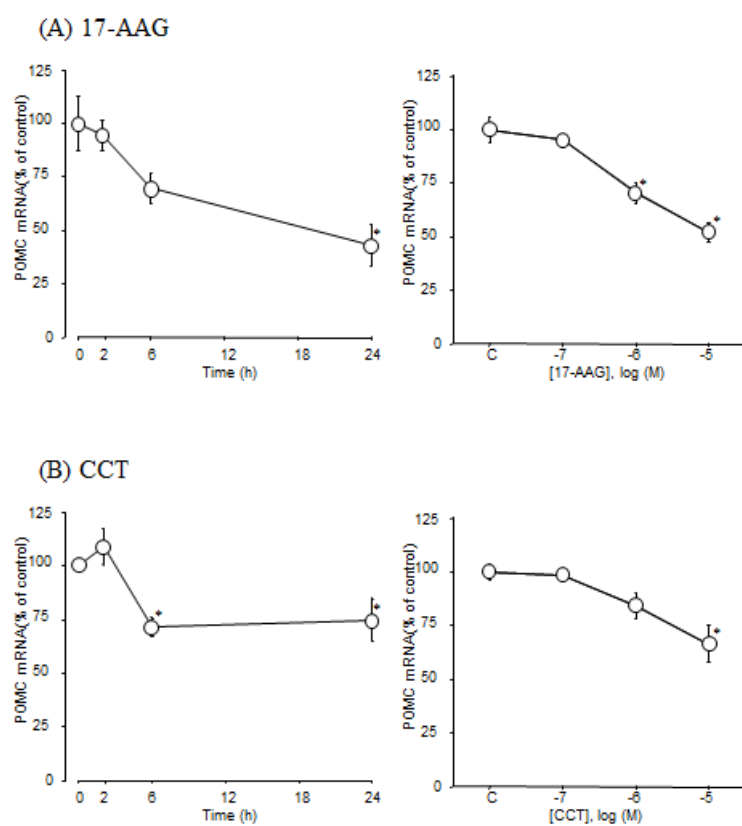 (A) 17-AAG
125
100
75
50
25
0
POMC mRNA(% of control)
*
0 2 6 12 18 24
Time (h)
125
100
75
50
25
0
POMC mRNA(% of control)
*
*
C -7 -6 -5
[17-AAG], log (M)
(B) CCT
125
100
75
50
25
0
POMC mRNA(% of control)
*
*
0 2 6 12 18 24
Time (h)
125
100
75
50
25
0
POMC mRNA(% of control)
*
C -7 -6 -5
[CCT], log (M)